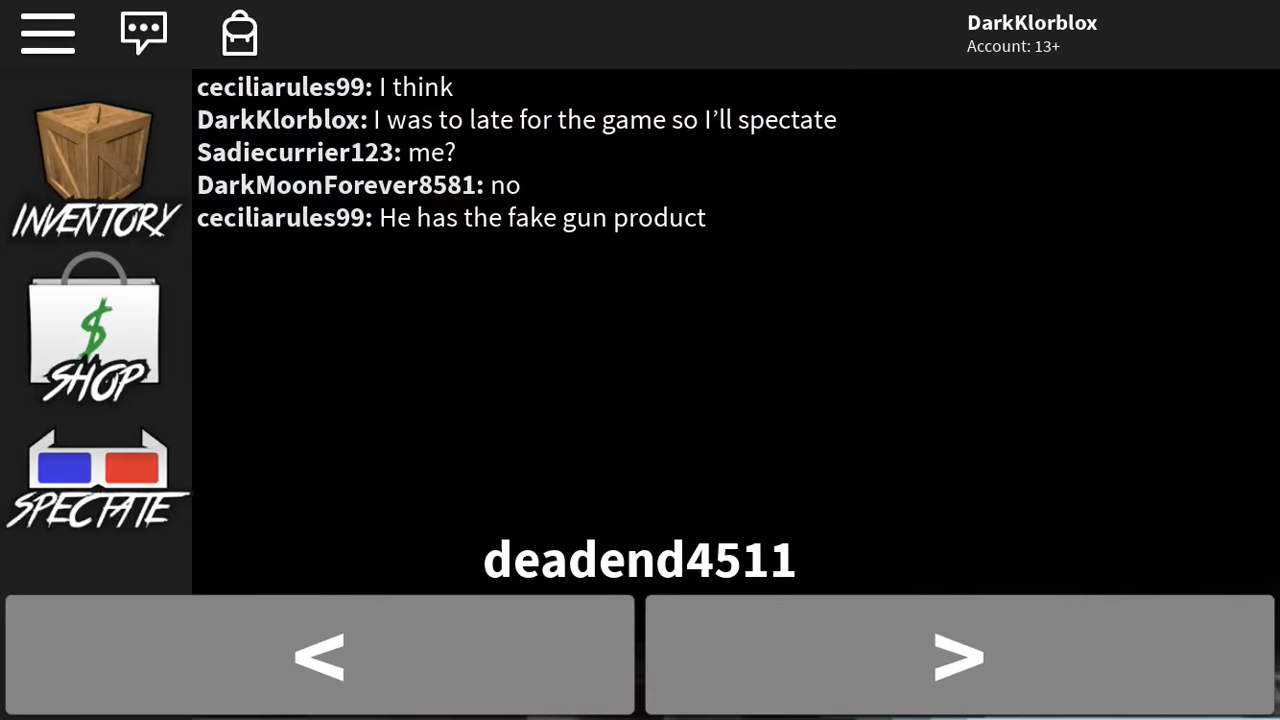 DarkKlorblox
Account: 13+
ceciliarules99: I think
DarkKlorblox: I was to late for the game so I’ll spectate
Sadiecurrier123: me?
DarkMoonForever8581: no
ceciliarules99: He has the fake gun product
INVENTORY
$
SHOP
SPECTATE
deadend4511
< >